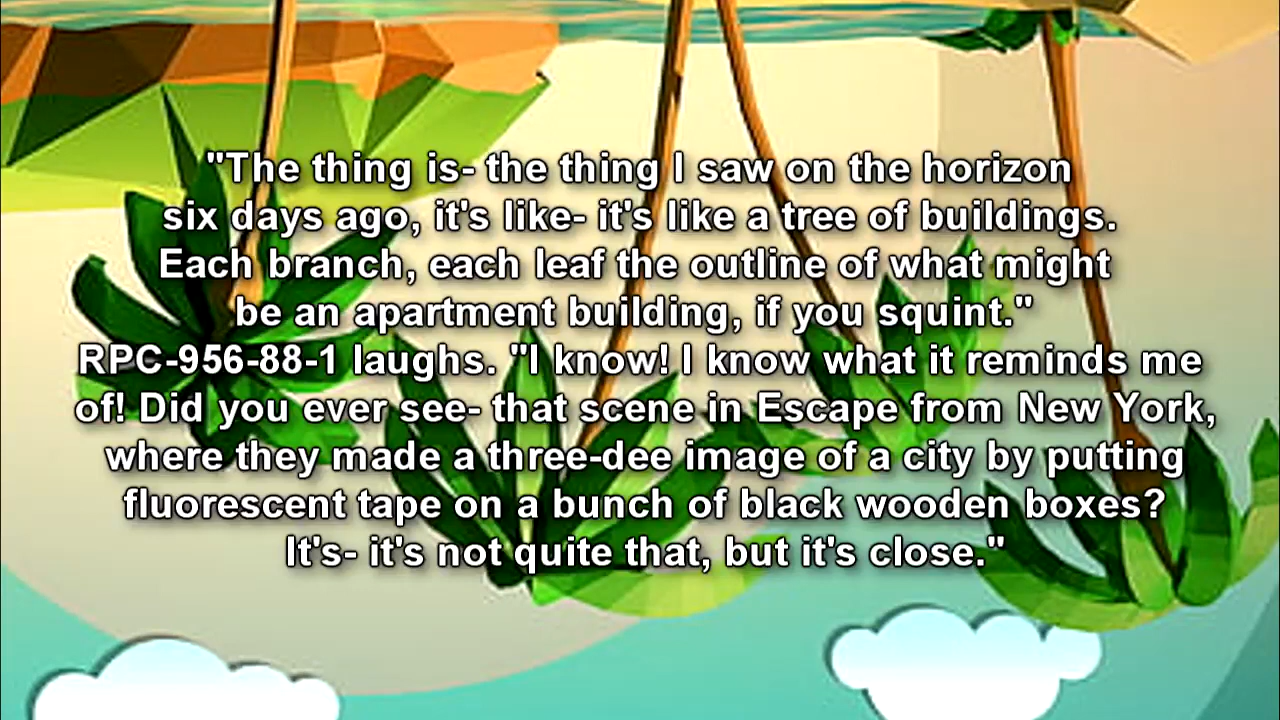 "The thing is- the thing I saw on the horizon
six days ago, it's like- it's like a tree of buildings.
Each branch, each leaf the outline of what might
be an apartment building, if you squint."
RPC-956-88-1 laughs. "I know! I know what it reminds me
of! Did you ever see- that scene in Escape from New York,
where they made a three-dee image of a city by putting
fluorescent tape on a bunch of black wooden boxes?
It's- it's not quite that, but it's close."